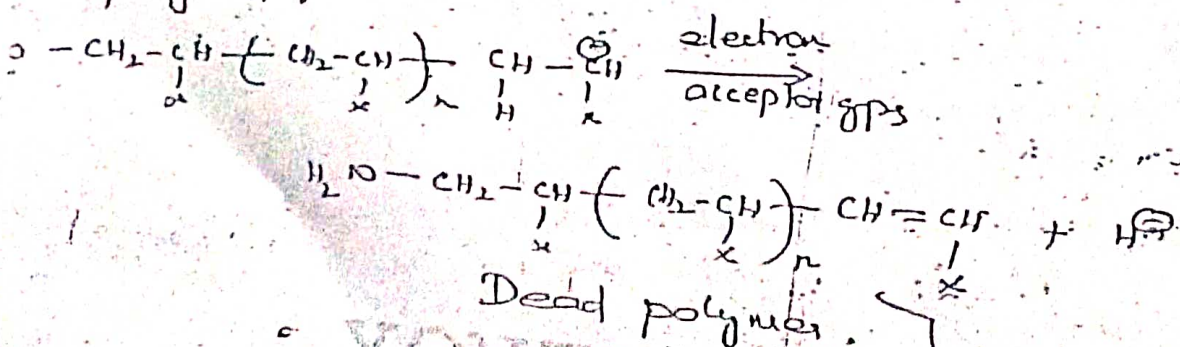 -CH₂-CH-(CH₂-CH)ₙ-CH-CH⊖ electron
x x H x acceptor gps.
H₂N-CH₂-CH-(CH₂-CH)ₙ-CH=CH + H⊖
x x x
Dead polymer.